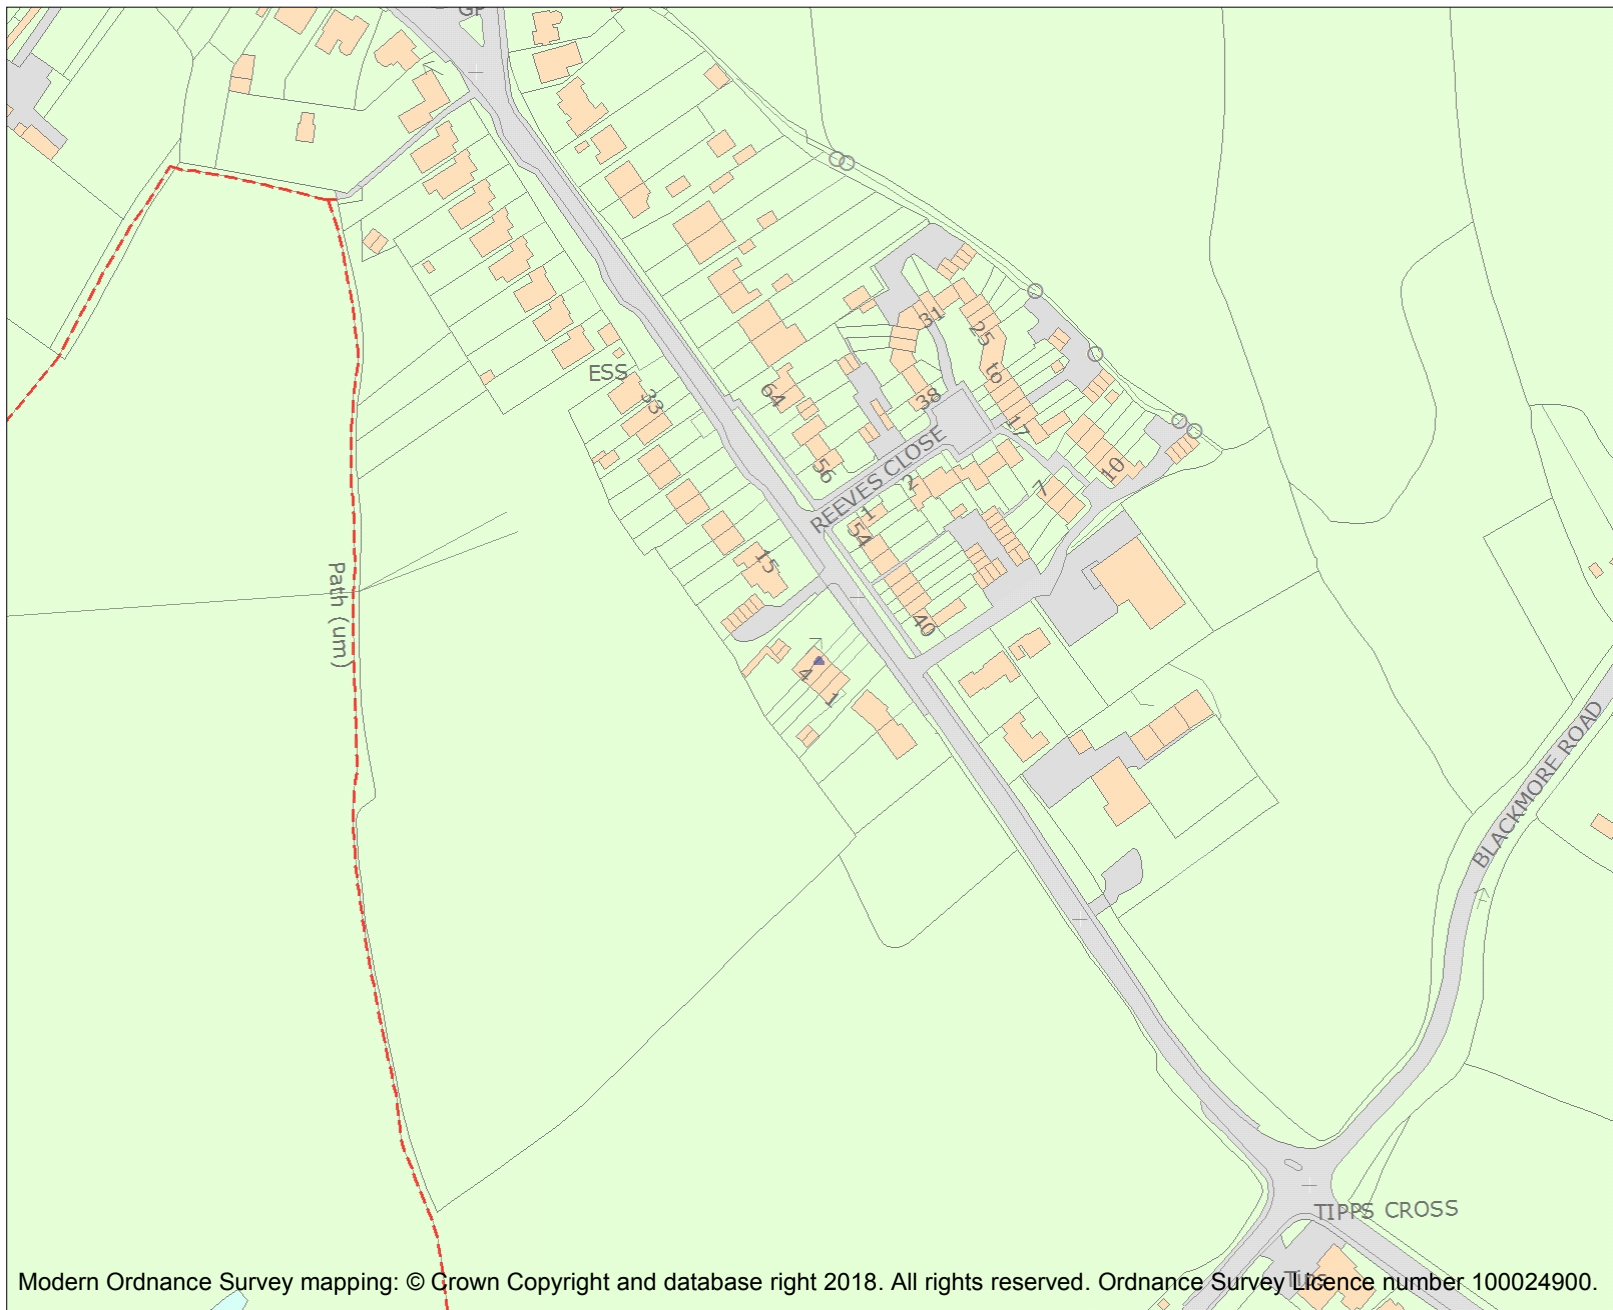 GP
31
25
to
ESS
33
64
38
17
REEVES CLOSE
56
2
10
7
1
54
15
Path (um)
40
4
1
BLACKMORE ROAD
TIPPS CROSS
Modern Ordnance Survey mapping: © Crown Copyright and database right 2018. All rights reserved. Ordnance Survey Licence number 100024900.